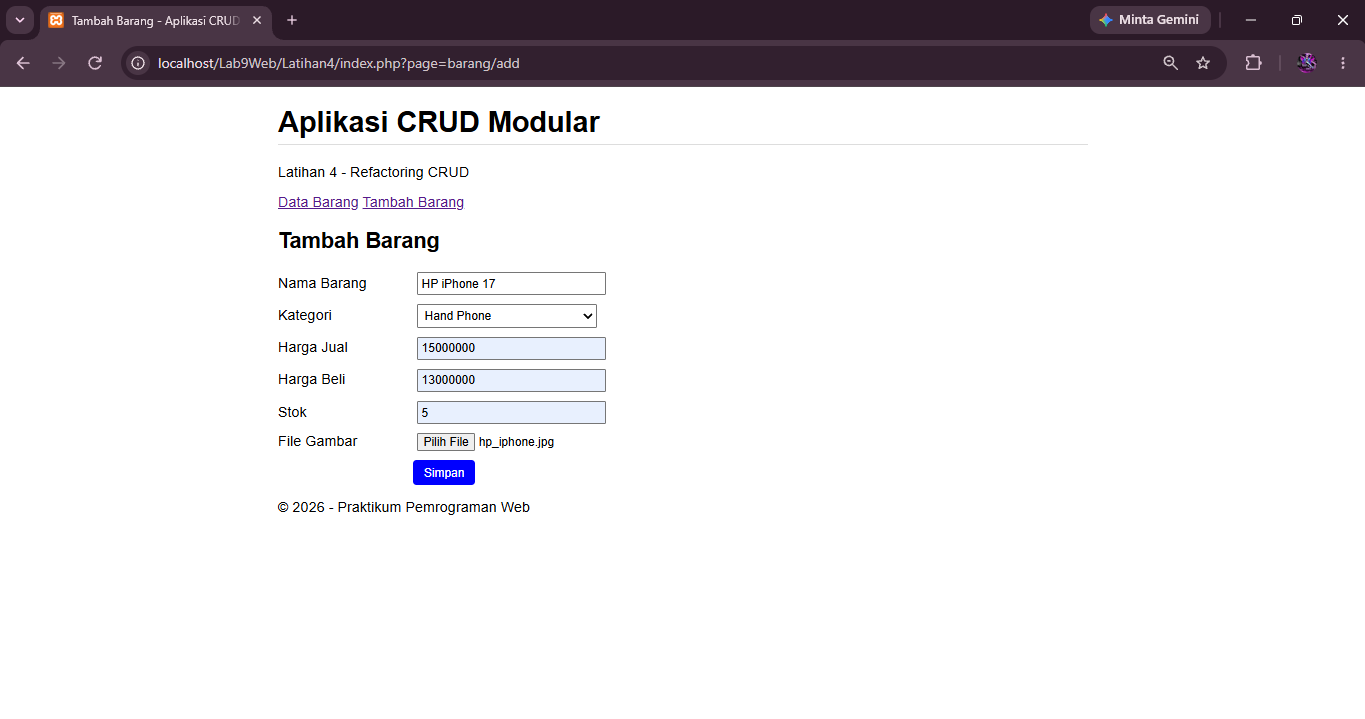 Tambah Barang - Aplikasi CRUD
Minta Gemini
localhost/Lab9Web/Latihan4/index.php?page=barang/add
Aplikasi CRUD Modular
Latihan 4 - Refactoring CRUD
Data Barang Tambah Barang
Tambah Barang
Nama Barang HP iPhone 17
Kategori Hand Phone
Harga Jual 15000000
Harga Beli 13000000
Stok 5
File Gambar Pilih File hp_iphone.jpg
Simpan
© 2026 - Praktikum Pemrograman Web